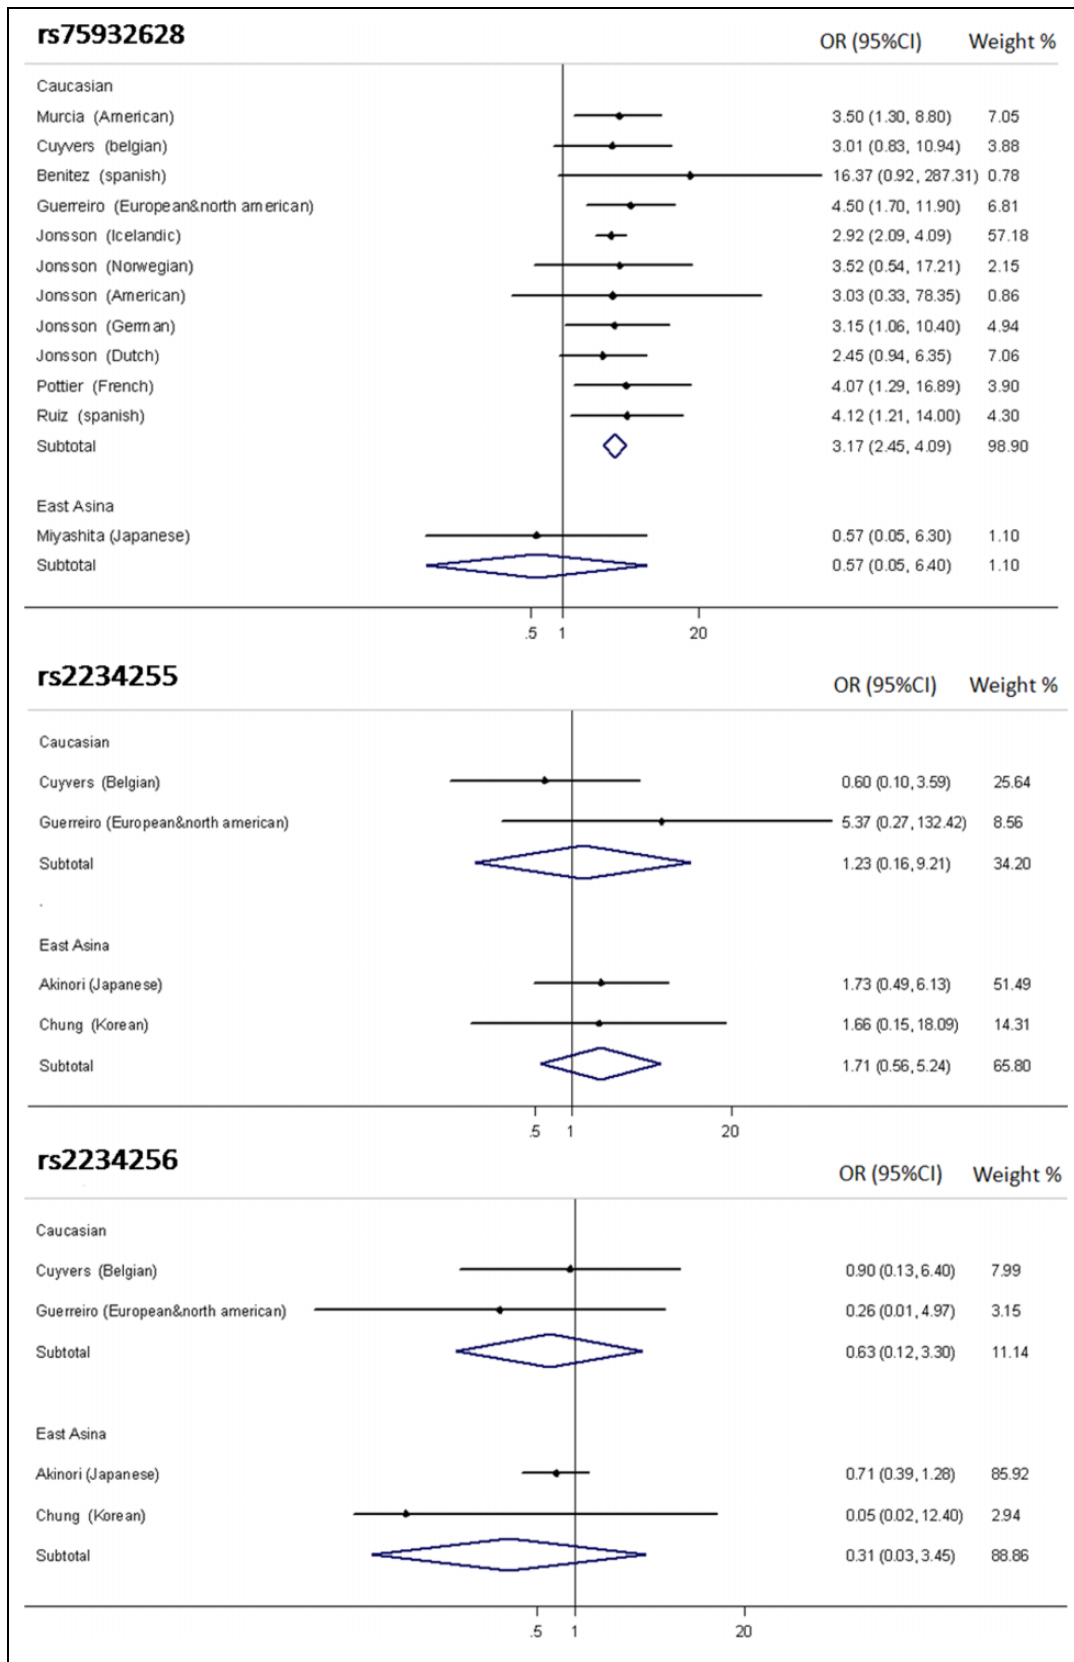 rs75932628
OR (95%CI) Weight %
Caucasian
Murcia (American) 3.50 (1.30, 8.80) 7.05
Cuyvers (belgian) 3.01 (0.83, 10.94) 3.88
Benitez (spanish) 16.37 (0.92, 287.31) 0.78
Guerreiro (European&north american) 4.50 (1.70, 11.90) 6.81
Jonsson (Icelandic) 2.92 (2.09, 4.09) 57.18
Jonsson (Norwegian) 3.52 (0.54, 17.21) 2.15
Jonsson (American) 3.03 (0.33, 78.35) 0.86
Jonsson (German) 3.15 (1.06, 10.40) 4.94
Jonsson (Dutch) 2.45 (0.94, 6.35) 7.06
Pottier (French) 4.07 (1.29, 16.89) 3.90
Ruiz (spanish) 4.12 (1.21, 14.00) 4.30
Subtotal 3.17 (2.45, 4.09) 98.90
East Asina
Miyashita (Japanese) 0.57 (0.05, 6.30) 1.10
Subtotal 0.57 (0.05, 6.40) 1.10
.5 1 20
rs2234255
OR (95%CI) Weight %
Caucasian
Cuyvers (Belgian) 0.60 (0.10, 3.59) 25.64
Guerreiro (European&north american) 5.37 (0.27, 132.42) 8.56
Subtotal 1.23 (0.16, 9.21) 34.20
.
East Asina
Akinori (Japanese) 1.73 (0.49, 6.13) 51.49
Chung (Korean) 1.66 (0.15, 18.09) 14.31
Subtotal 1.71 (0.56, 5.24) 65.80
.5 1 20
rs2234256
OR (95%CI) Weight %
Caucasian
Cuyvers (Belgian) 0.90 (0.13, 6.40) 7.99
Guerreiro (European&north american) 0.26 (0.01, 4.97) 3.15
Subtotal 0.63 (0.12, 3.30) 11.14
East Asina
Akinori (Japanese) 0.71 (0.39, 1.28) 85.92
Chung (Korean) 0.05 (0.02, 12.40) 2.94
Subtotal 0.31 (0.03, 3.45) 88.86
.5 1 20